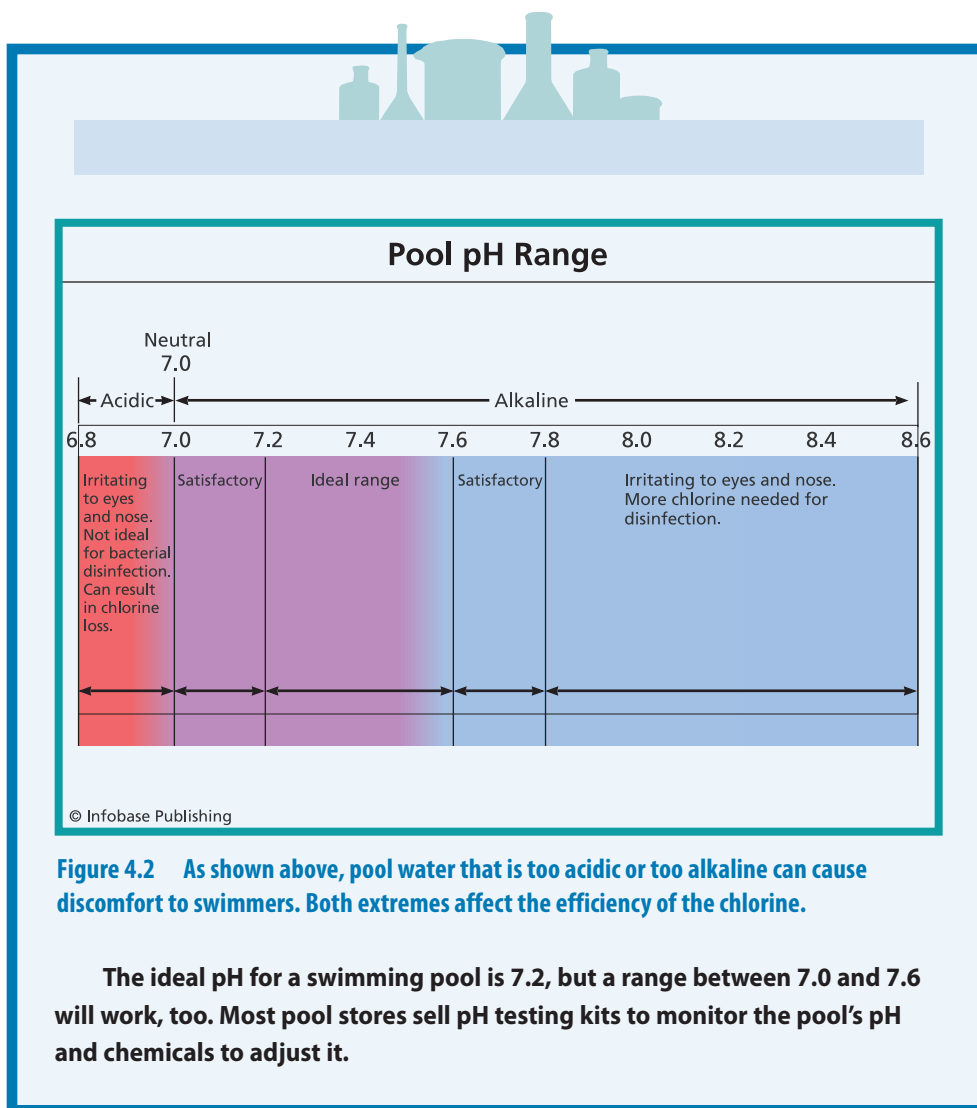 Pool pH Range
Neutral
7.0
Acidic
Alkaline
6.8 7.0 7.2 7.4 7.6 7.8 8.0 8.2 8.4 8.6
Irritating
to eyes
and nose.
Not ideal
for bacterial
disinfection.
Can result
in chlorine
loss.
Satisfactory
Ideal range
Satisfactory
Irritating to eyes and nose.
More chlorine needed for
disinfection.
© Infobase Publishing
Figure 4.2 As shown above, pool water that is too acidic or too alkaline can cause
discomfort to swimmers. Both extremes affect the efficiency of the chlorine.
The ideal pH for a swimming pool is 7.2, but a range between 7.0 and 7.6
will work, too. Most pool stores sell pH testing kits to monitor the pool's pH
and chemicals to adjust it.